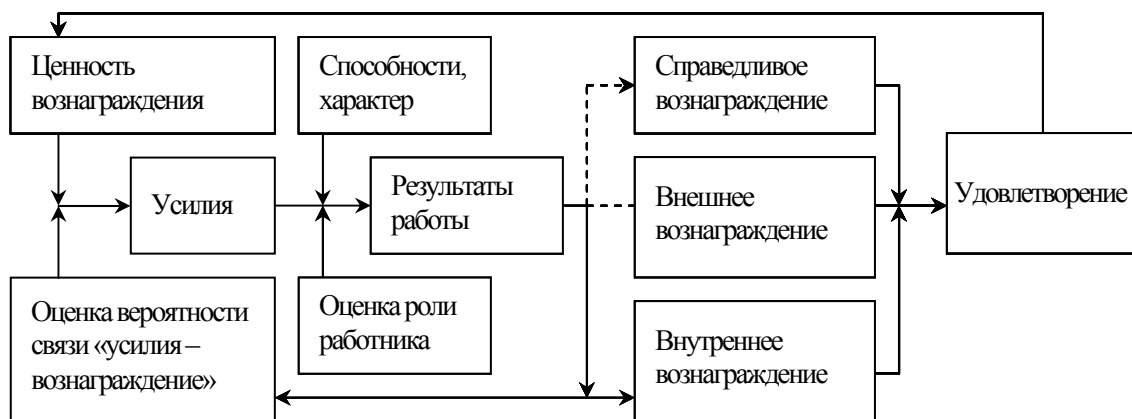 Ценность
вознаграждения
Способности,
характер
Справедливое
вознаграждение
Усилия
Результаты
работы
Внешнее
вознаграждение
Удовлетворение
Оценка вероятности
связи «усилия –
вознаграждение»
Оценка роли
работника
Внутреннее
вознаграждение